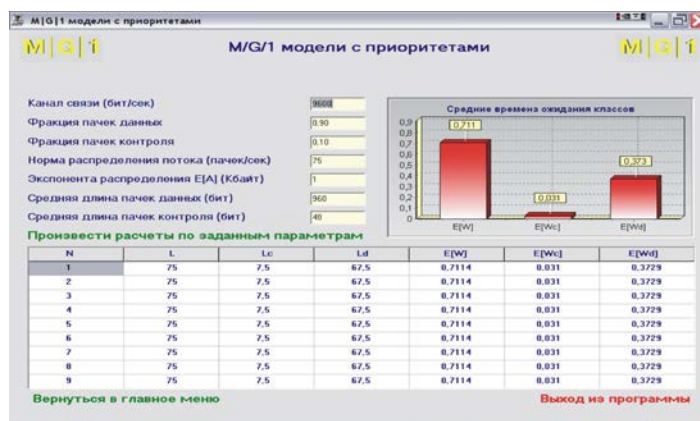 M|G|1 модели с приоритетами
M|G|1 M/G/1 модели с приоритетами M|G|1
Канал связи (бит/сек) 9600
Фракция пачек данных 0,90
Фракция пачек контроля 0,10
Норма распределения потока (пачек/сек) 75
Экспонента распределения E[A] (Кбайт) 1
Средняя длина пачек данных (бит) 960
Средняя длина пачек контроля (бит) 48
Средние времена ожидания классов
0,9
0,8
0,7
0,6
0,5
0,4
0,3
0,2
0,1
0
0,711 0,031 0,373
E[W] E[Wc] E[Wd]
Произвести расчеты по заданным параметрам
N L Lc Ld E[W] E[Wc] E[Wd]
1 75 7,5 67,5 0,7114 0,031 0,3729
2 75 7,5 67,5 0,7114 0,031 0,3729
3 75 7,5 67,5 0,7114 0,031 0,3729
4 75 7,5 67,5 0,7114 0,031 0,3729
5 75 7,5 67,5 0,7114 0,031 0,3729
6 75 7,5 67,5 0,7114 0,031 0,3729
7 75 7,5 67,5 0,7114 0,031 0,3729
8 75 7,5 67,5 0,7114 0,031 0,3729
9 75 7,5 67,5 0,7114 0,031 0,3729
Вернуться в главное меню Выход из программы